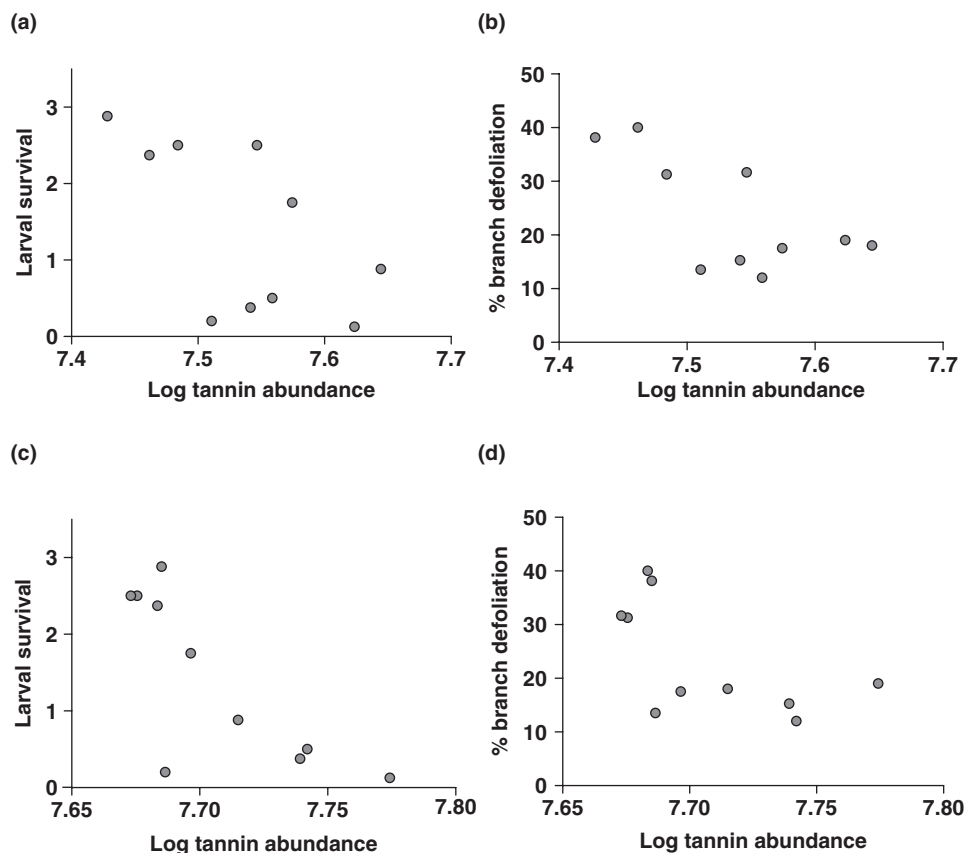 (a)
Larval survival
3
2
1
0
7.4 7.5 7.6 7.7
Log tannin abundance
(b)
% branch defoliation
50
40
30
20
10
0
7.4 7.5 7.6 7.7
Log tannin abundance
(c)
Larval survival
3
2
1
0
7.65 7.70 7.75 7.80
Log tannin abundance
(d)
% branch defoliation
50
40
30
20
10
0
7.65 7.70 7.75 7.80
Log tannin abundance